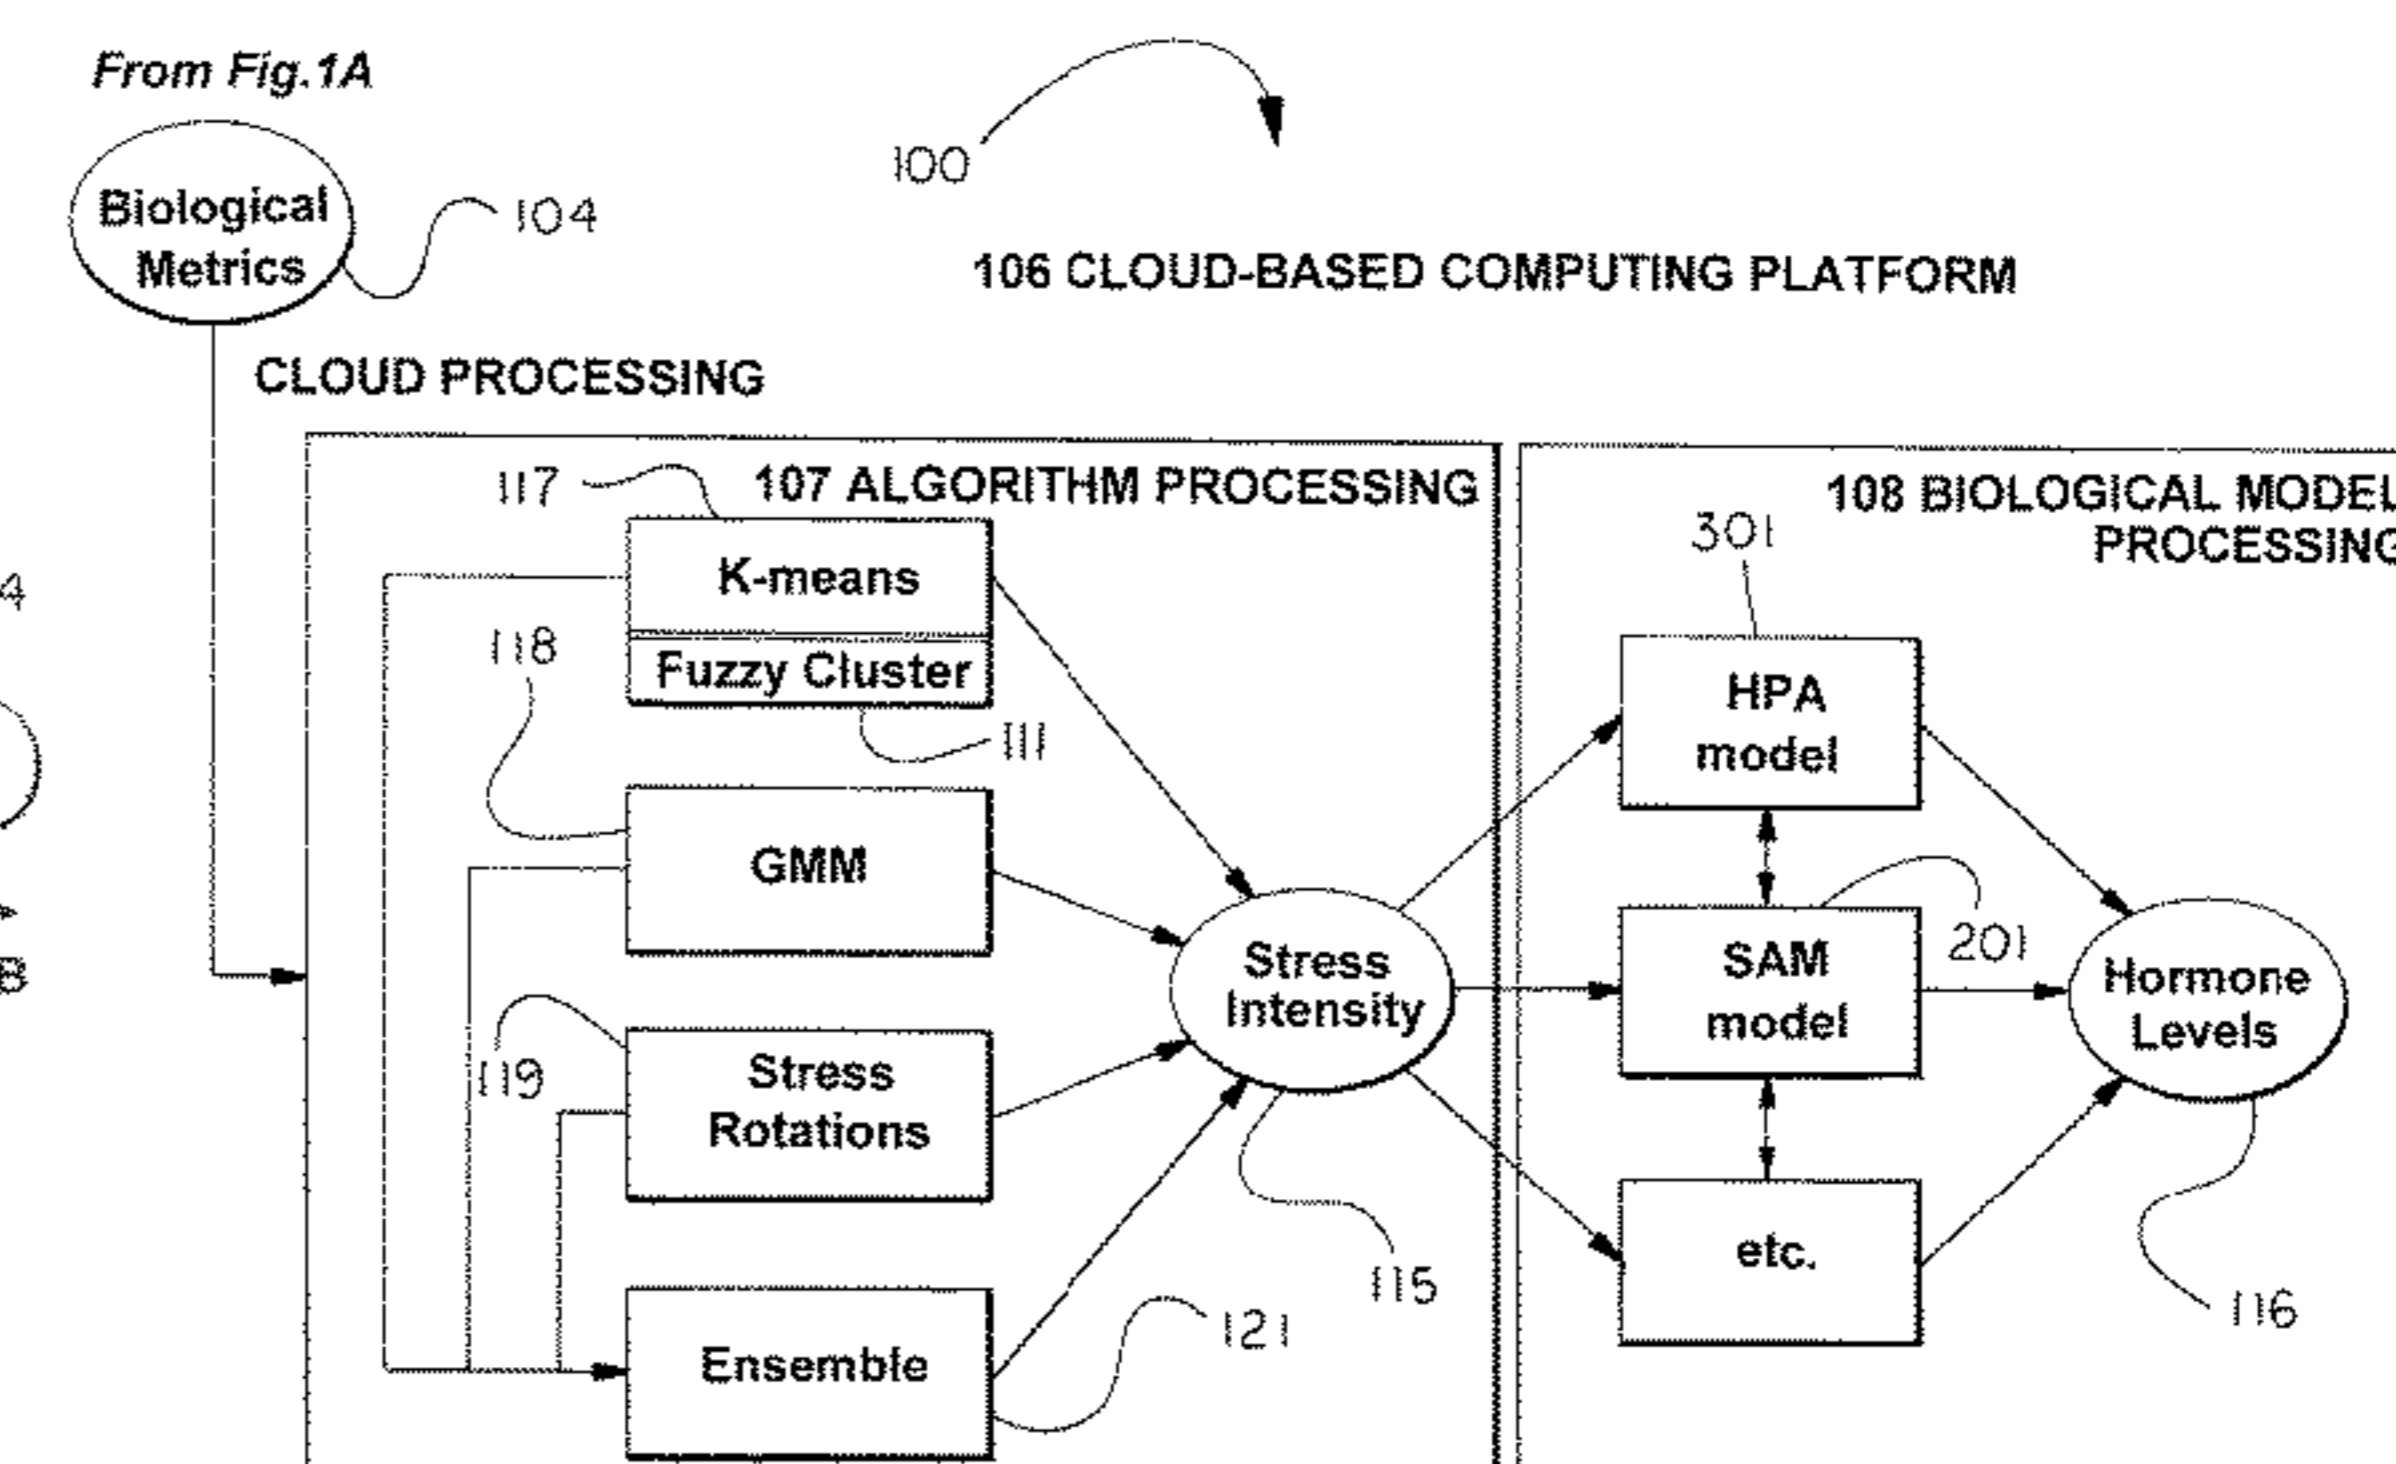 From Fig.1A
100
Biological
Metrics
104
106 CLOUD-BASED COMPUTING PLATFORM
CLOUD PROCESSING
117
107 ALGORITHM PROCESSING
108 BIOLOGICAL MODEL
PROCESSING
301
K-means
4
118
Fuzzy Cluster
HPA
model
111
GMM
201
SAM
model
Stress
Intensity
Hormone
Levels
B
119
Stress
Rotations
etc.
115
116
121
Ensemble